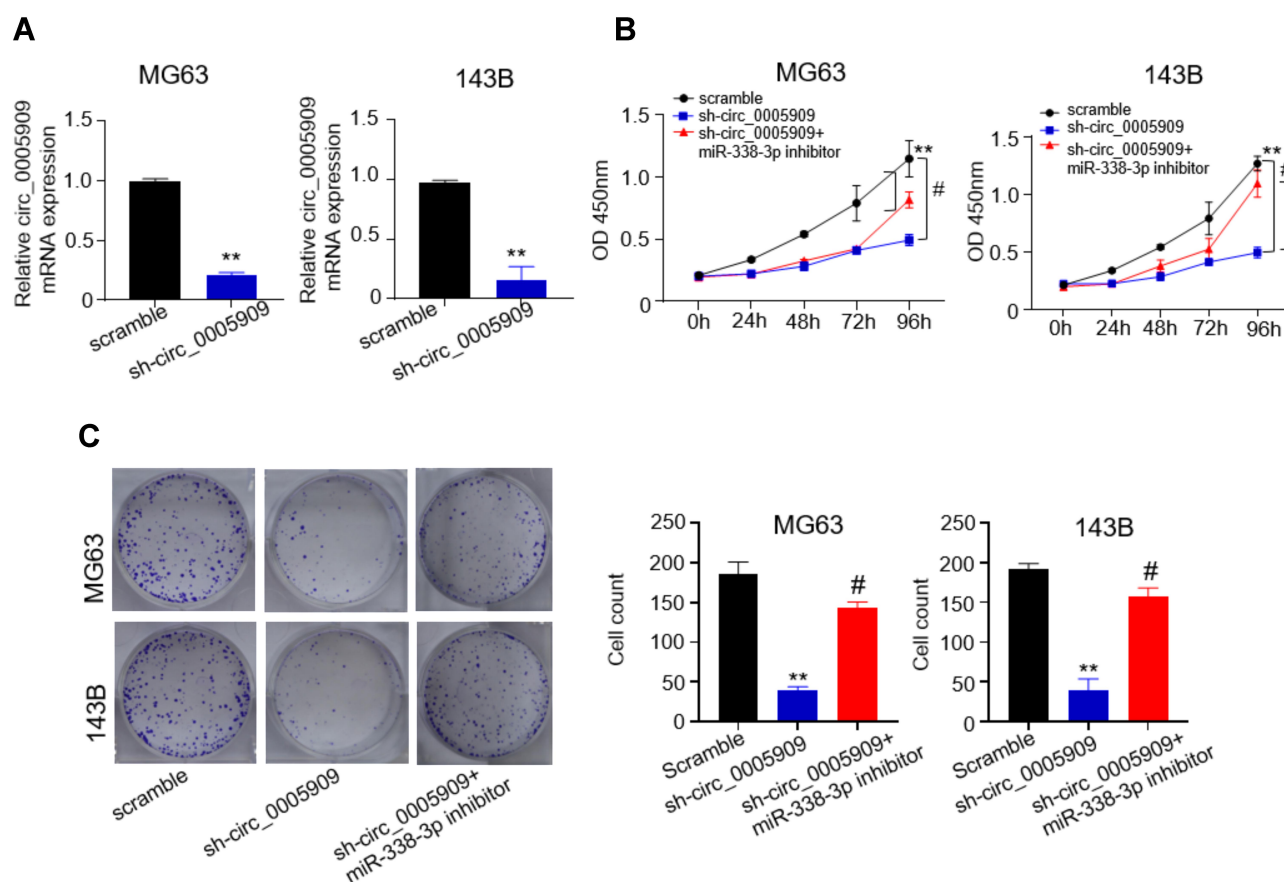 A
MG63
Relative circ_0005909
mRNA expression
1.5
1.0
0.5
0
**
scramble
sh-circ_0005909
143B
Relative circ_0005909
mRNA expression
1.5
1.0
0.5
0
**
scramble
sh-circ_0005909
B
MG63
scramble
sh-circ_0005909
sh-circ_0005909+
miR-338-3p inhibitor
OD 450nm
1.5
1.0
0.5
0
**
#
0h 24h 48h 72h 96h
143B
scramble
sh-circ_0005909
sh-circ_0005909+
miR-338-3p inhibitor
OD 450nm
1.5
1.0
0.5
0
**
0h 24h 48h 72h 96h
C
MG63
143B
scramble
sh-circ_0005909
sh-circ_0005909+
miR-338-3p inhibitor
MG63
Cell count
250
200
150
100
50
0
**
#
Scramble
sh-circ_0005909
sh-circ_0005909+
miR-338-3p inhibitor
143B
Cell count
250
200
150
100
50
0
**
#
Scramble
sh-circ_0005909
sh-circ_0005909+
miR-338-3p inhibitor